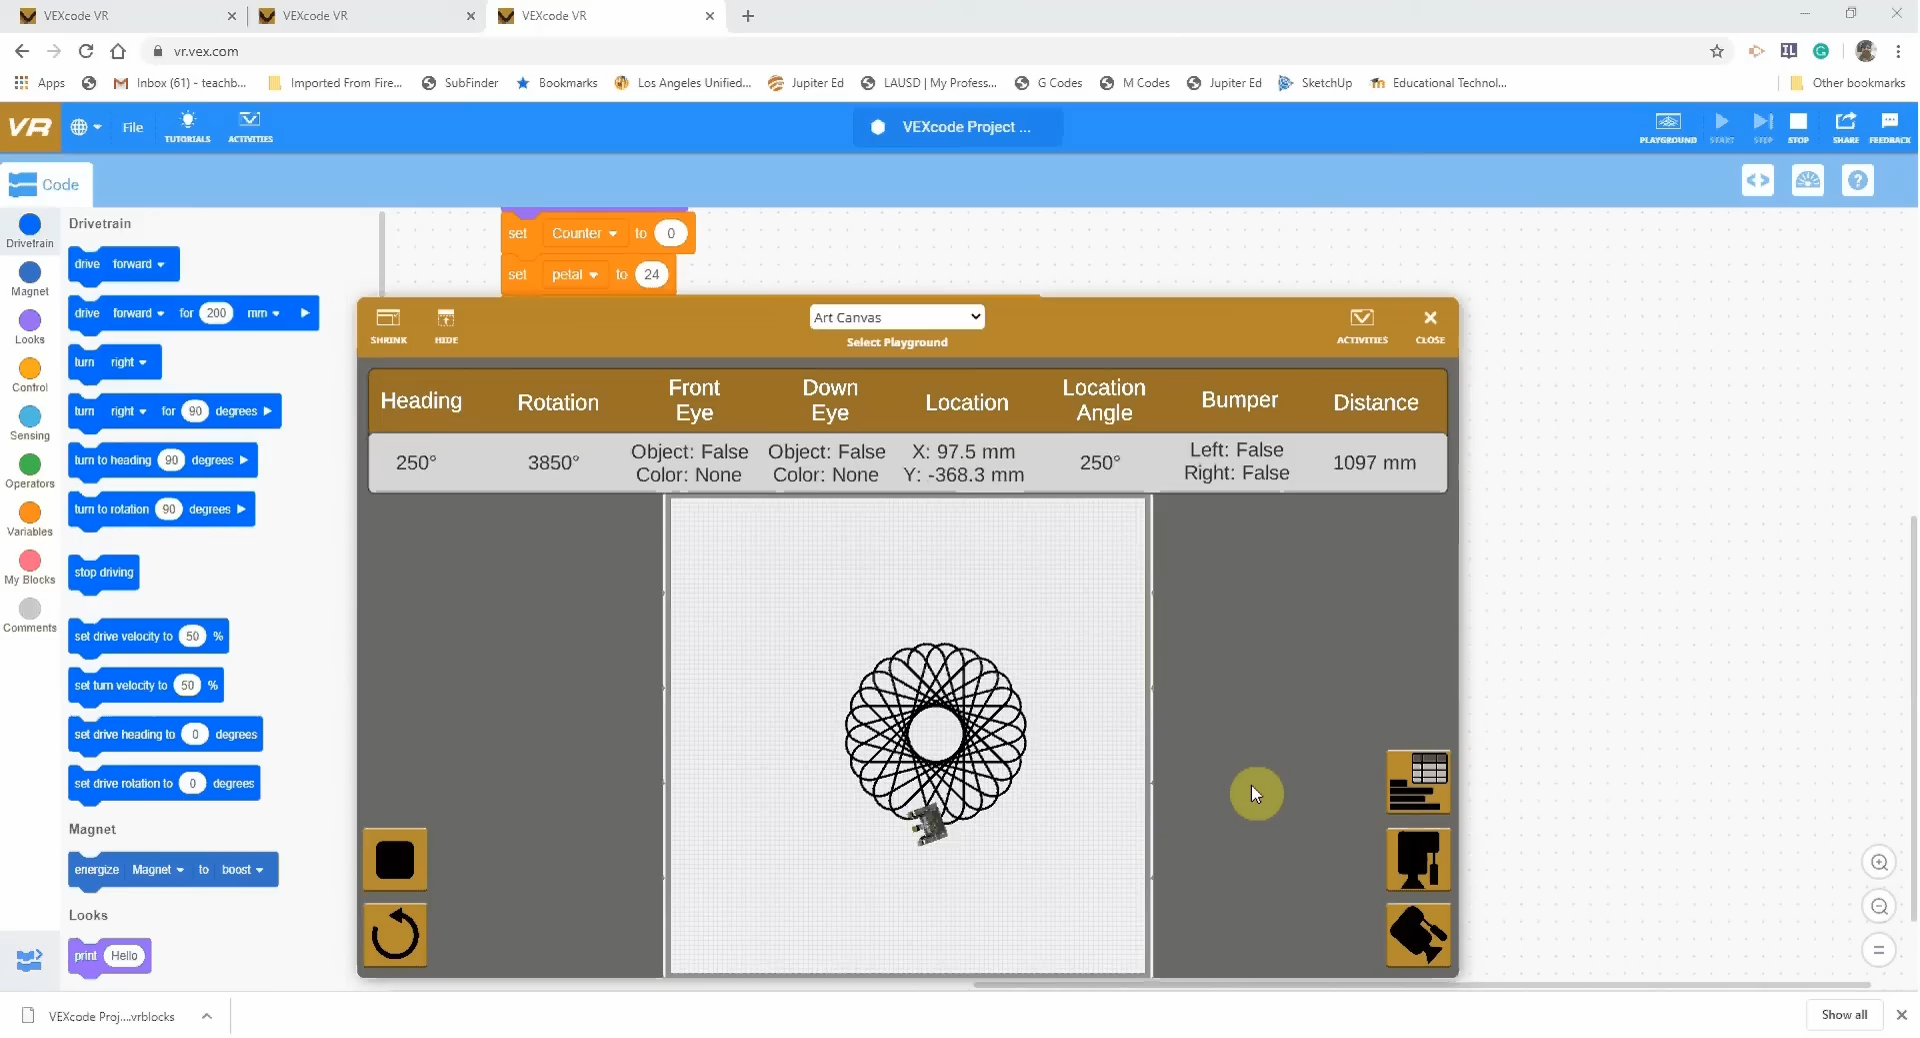 VEXcode VR
VEXcode VR
VEXcode VR
vr.vex.com
IL
G
Apps
Inbox (61) - teachb...
Imported From Fire...
SubFinder
Bookmarks
Los Angeles Unified...
Jupiter Ed
LAUSD | My Profess...
G Codes
M Codes
Jupiter Ed
SketchUp
Educational Technol...
Other bookmarks
VR
File
TUTORIALS
ACTIVITIES
VEXcode Project ...
PLAYGROUND
START
STEP
STOP
SHARE
FEEDBACK
Code
Drivetrain
Magnet
Looks
Control
Sensing
Operators
Variables
My Blocks
Comments
Drivetrain
drive forward
drive forward for 200 mm
turn right
turn right for 90 degrees
turn to heading 90 degrees
turn to rotation 90 degrees
stop driving
set drive velocity to 50 %
set turn velocity to 50 %
set drive heading to 0 degrees
set drive rotation to 0 degrees
Magnet
energize Magnet to boost
Looks
print Hello
set Counter to 0
set petal to 24
SHRINK
HIDE
Art Canvas
Select Playground
ACTIVITIES
CLOSE
Heading
Rotation
Front
Eye
Down
Eye
Location
Location
Angle
Bumper
Distance
250°
3850°
Object: False
Color: None
Object: False
Color: None
X: 97.5 mm
Y: -368.3 mm
250°
Left: False
Right: False
1097 mm
VEXcode Proj....vrblocks
Show all